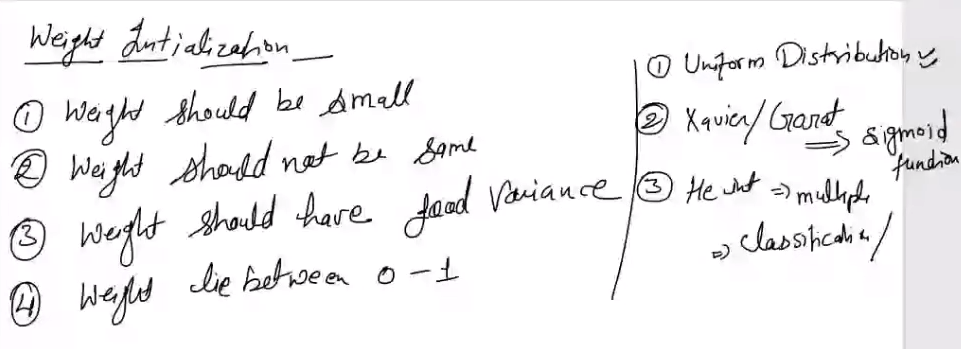 Weight Intialization
① Weight should be small
② Weight should not be same
③ Weight should have good Variance
④ Weight lie between 0-1
① Uniform Distribution
② Xavier/
⇒ sigmoid
function
③ He init ⇒ multiple
⇒ classification/